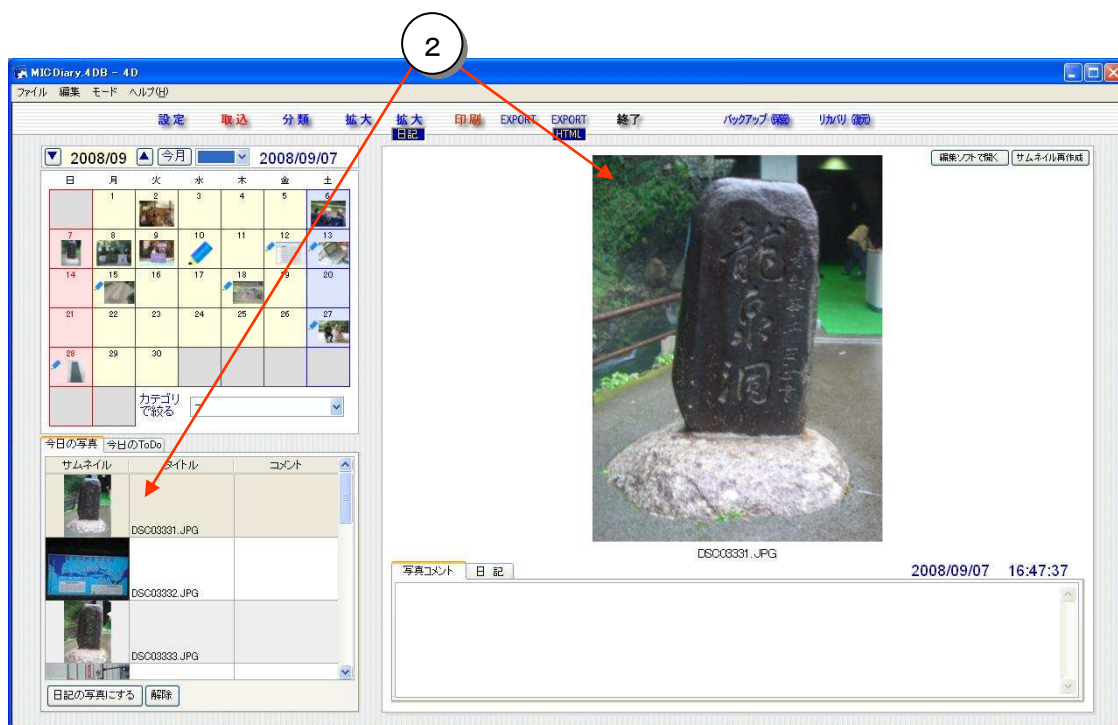 2
MIC Diary.4DB - 4D
ファイル 編集 モード ヘルプ(H)
設定 取込 分類 拡大 拡大 印刷 EXPORT EXPORT 終了 バックアップ(保端) リカバリ(復元)
日記 HTML
2008/09 今月 2008/09/07
編集ソフトで開く サムネイル再作成
日 月 火 水 木 金 土
1 2 3 4 5 6
7 8 9 10 11 12 13
14 15 16 17 18 19 20
21 22 23 24 25 26 27
28 29 30
カテゴリ
で絞る
龍泉洞
今日の写真 今日のToDo
サムネイル タイトル コメント
DSC03331.JPG
DSC03332.JPG
DSC03333.JPG
日記の写真にする 解除
DSC03331.JPG
写真コメント 日 記 2008/09/07 16:47:37